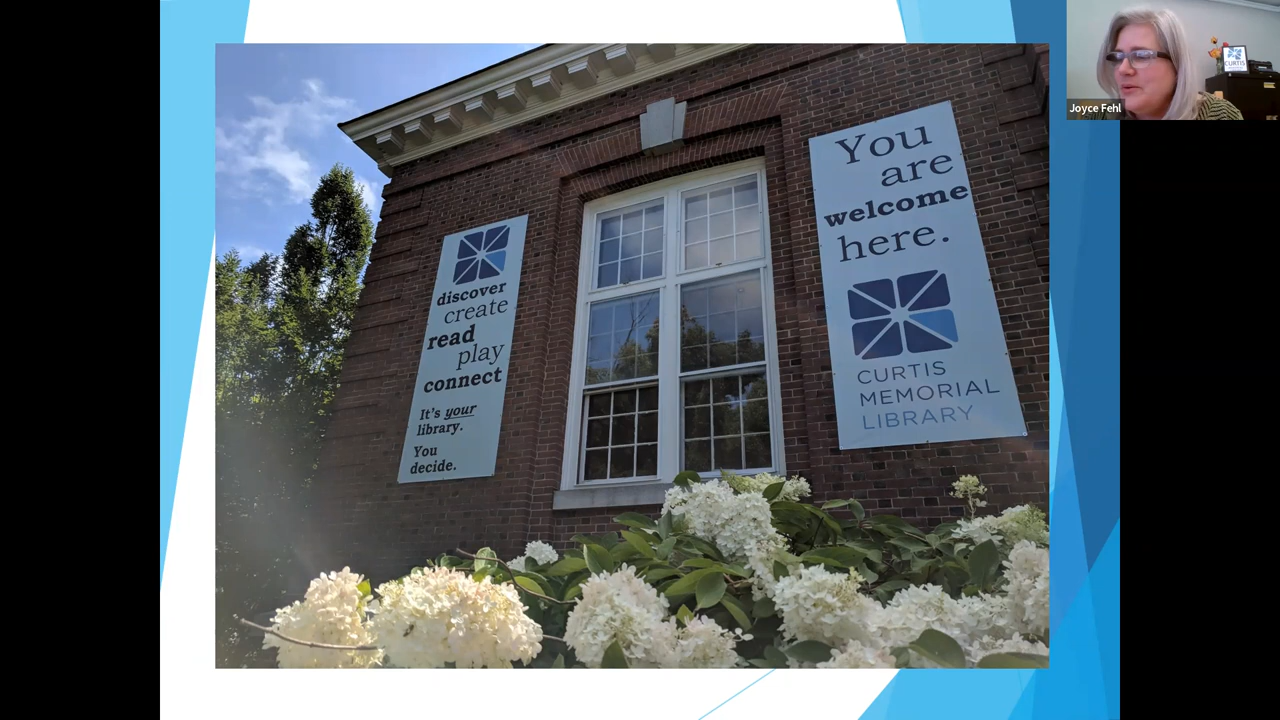 discover
create
read
play
connect
It's your
library.
You
decide.
You
are
welcome
here.
CURTIS
MEMORIAL
LIBRARY
CURTIS
Joyce Fehl